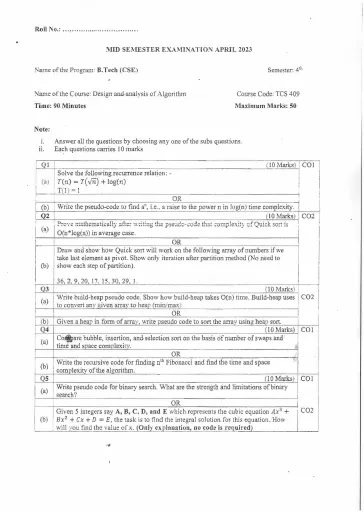 Roll No.: ..................................
MID SEMESTER EXAMINATION APRIL 2023
Name of the Program: B.Tech (CSE) Semester: 4th
Name of the Course: Design and analysis of Algorithm Course Code: TCS 409
Time: 90 Minutes Maximum Marks: 50
Note:
i. Answer all the questions by choosing any one of the subs questions
ii. Each questions carries 10 marks
Q1 (10 Marks) CO1
Solve the following recurrence relation: -
(a) T(n) = T(√n) + log(n)
T(1) = 1
OR
(b) Write the pseudo-code to find aⁿ, i.e., a raise to the power n in log(n) time complexity.
Q2 (10 Marks) CO2
(a) Prove mathematically after writing the pseudo-code that complexity of Quick sort is
O(n*log(n)) in average case.
OR
Draw and show how Quick sort will work on the following array of numbers if we
take last element as pivot. Show only iteration after partition method (No need to
(b) show each step of partition).
36, 2, 9, 20, 17, 15, 30, 29, 1.
Q3 (10 Marks)
(a) Write build-heap pseudo code. Show how build-heap takes O(n) time. Build-heap uses CO2
to convert any given array to heap (min/max)
OR
(b) Given a heap in form of array, write pseudo code to sort the array using heap sort.
Q4 (10 Marks) CO1
(a) Compare bubble, insertion, and selection sort on the basis of number of swaps and
time and space complexity.
OR
(b) Write the recursive code for finding nth Fibonacci and find the time and space
complexity of the algorithm.
Q5 (10 Marks) CO1
(a) Write pseudo code for binary search. What are the strength and limitations of binary
search?
OR
Given 5 integers say A, B, C, D, and E which represents the cubic equation Ax³ + CO2
(b) Bx² + Cx + D = E, the task is to find the integral solution for this equation. How
will you find the value of x. (Only explanation, no code is required)